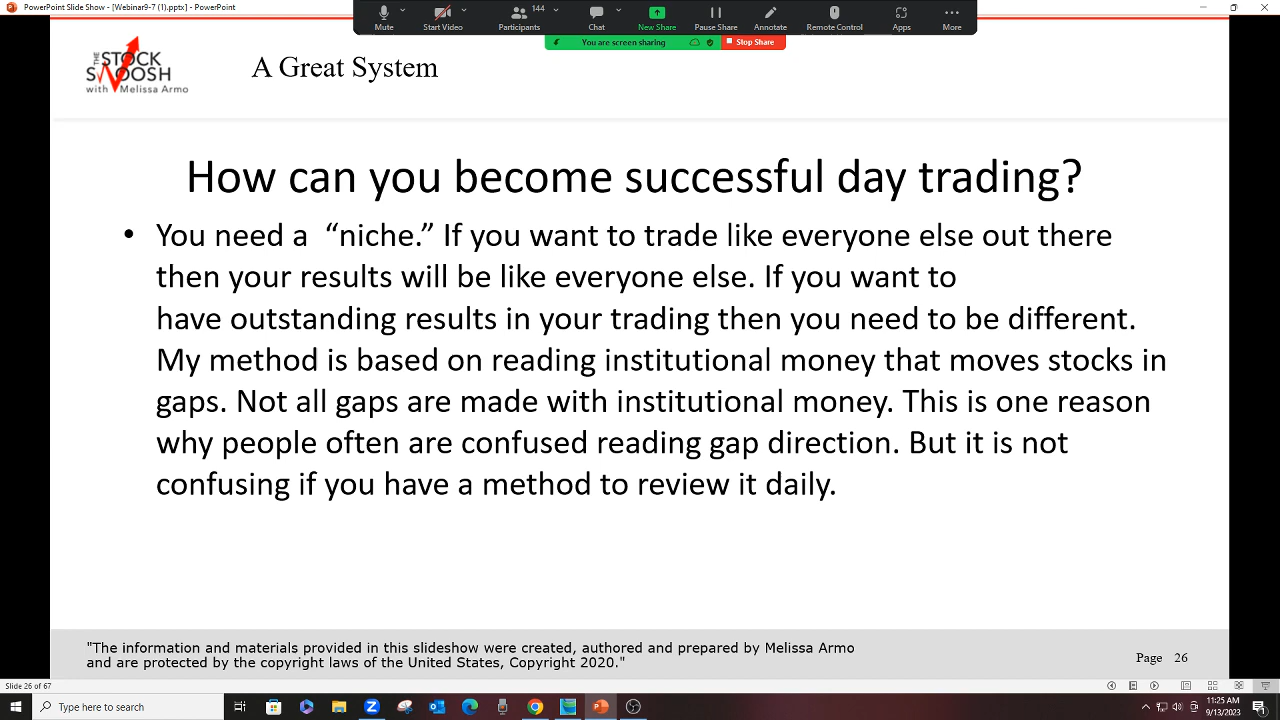 PowerPoint Slide Show - [Webinar9-7 (1).pptx] - PowerPoint
Mute
Start Video
144
Participants
Chat
New Share
Pause Share
Annotate
Remote Control
Apps
More
You are screen sharing
Stop Share
THE STOCK
SWOOSH
with Melissa Armo
A Great System
How can you become successful day trading?
• You need a  “niche.” If you want to trade like everyone else out there
then your results will be like everyone else. If you want to
have outstanding results in your trading then you need to be different.
My method is based on reading institutional money that moves stocks in
gaps. Not all gaps are made with institutional money. This is one reason
why people often are confused reading gap direction. But it is not
confusing if you have a method to review it daily.
"The information and materials provided in this slideshow were created, authored and prepared by Melissa Armo
and are protected by the copyright laws of the United States, Copyright 2020."
Page 26
Slide 26 of 67
Type here to search
11:25 AM
9/13/2023